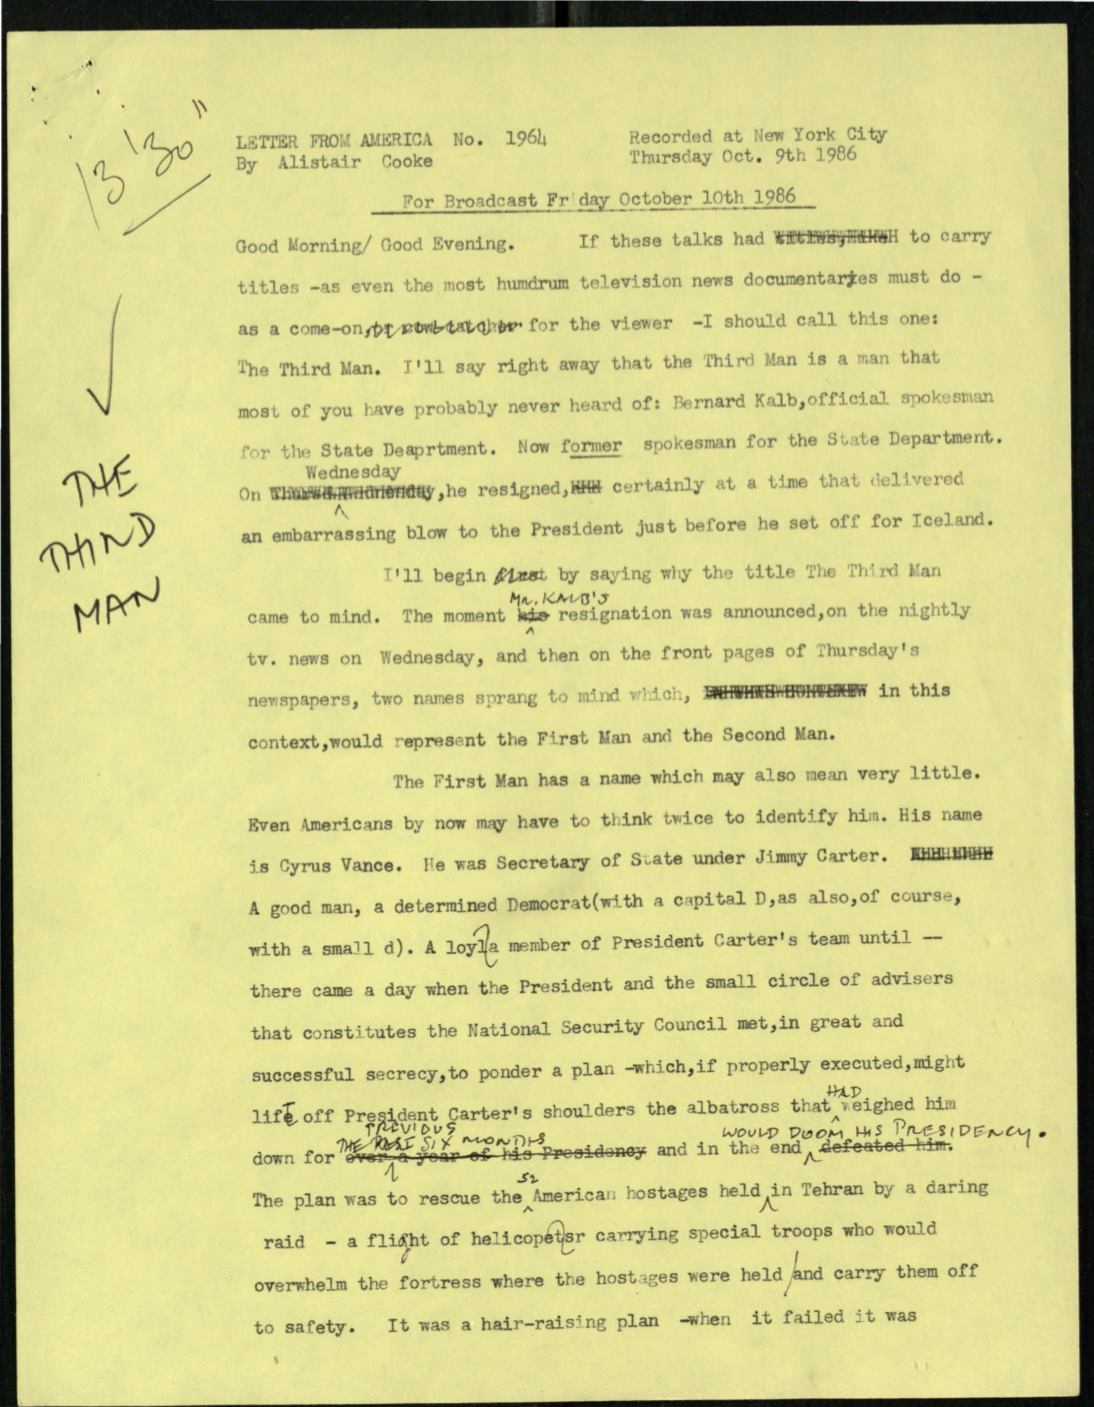 13'30"
LETTER FROM AMERICA No. 1964 Recorded at New York City
By Alistair Cooke Thursday Oct. 9th 1986
For Broadcast Friday October 10th 1986
Good Morning/ Good Evening. If these talks had to carry
titles -as even the most humdrum television news documentaries must do -
as a come-on, for the viewer -I should call this one:
The Third Man. I'll say right away that the Third Man is a man that
most of you have probably never heard of: Bernard Kalb,official spokesman
for the State Deaprtment. Now former spokesman for the State Department.
Wednesday
On ,he resigned, certainly at a time that delivered
an embarrassing blow to the President just before he set off for Iceland.
THE
THIRD
MAN
I'll begin first by saying why the title The Third Man
MR. KALB'S
came to mind. The moment his resignation was announced,on the nightly
tv. news on Wednesday, and then on the front pages of Thursday's
newspapers, two names sprang to mind which, in this
context,would represent the First Man and the Second Man.
The First Man has a name which may also mean very little.
Even Americans by now may have to think twice to identify him. His name
is Cyrus Vance. He was Secretary of State under Jimmy Carter.
A good man, a determined Democrat(with a capital D,as also,of course,
with a small d). A loyla member of President Carter's team until --
there came a day when the President and the small circle of advisers
that constitutes the National Security Council met,in great and
successful secrecy,to ponder a plan -which,if properly executed,might
HAD
lift off President Carter's shoulders the albatross that weighed him
PREVIOUS
THE PAST SIX MONTHS WOULD DOOM HIS PRESIDENCY.
down for over a year of his Presidency and in the end defeated him.
52
The plan was to rescue the American hostages held in Tehran by a daring
raid - a flight of helicopetsr carrying special troops who would
overwhelm the fortress where the hostages were held and carry them off
to safety. It was a hair-raising plan -when it failed it was